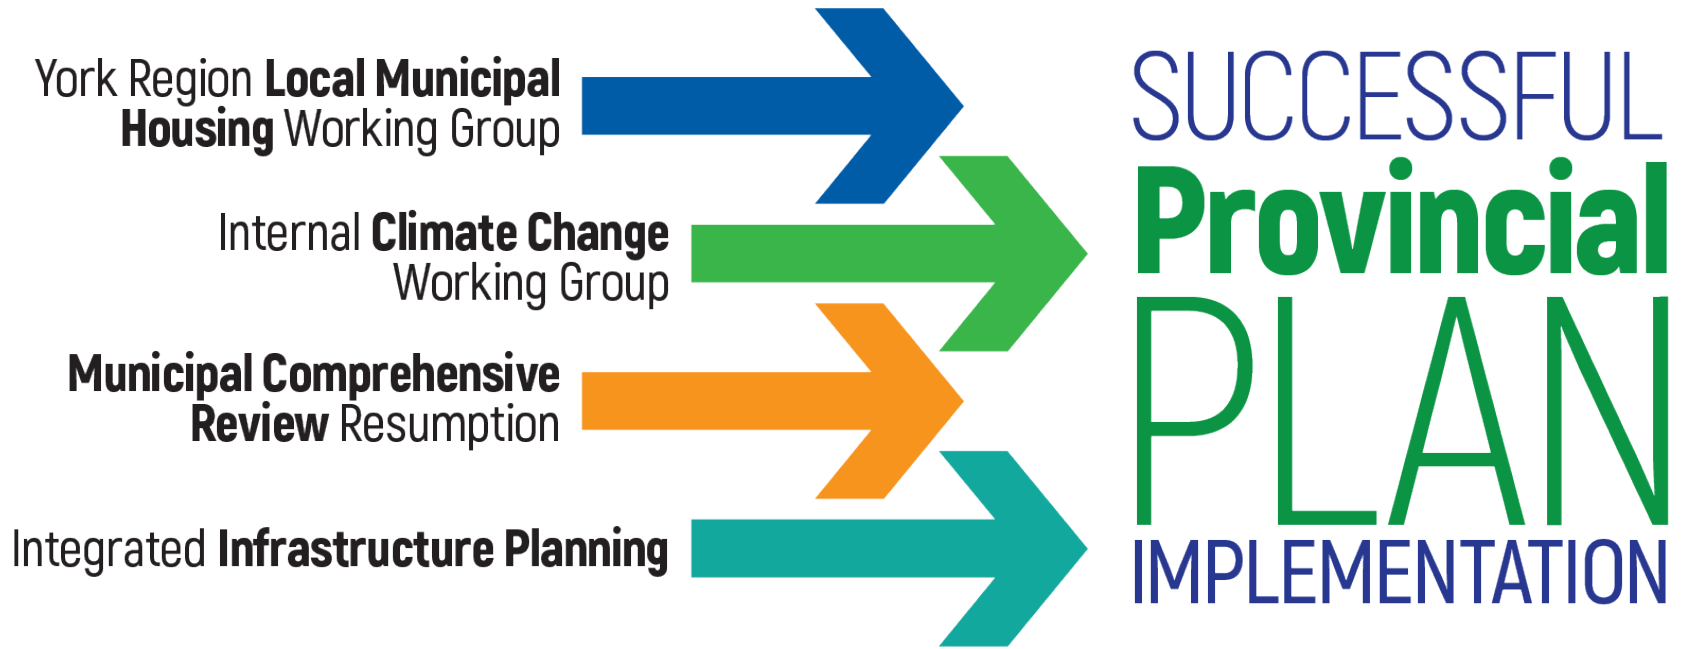 York Region Local Municipal
Housing Working Group
Internal Climate Change
Working Group
Municipal Comprehensive
Review Resumption
Integrated Infrastructure Planning
SUCCESSFUL
Provincial
PLAN
IMPLEMENTATION